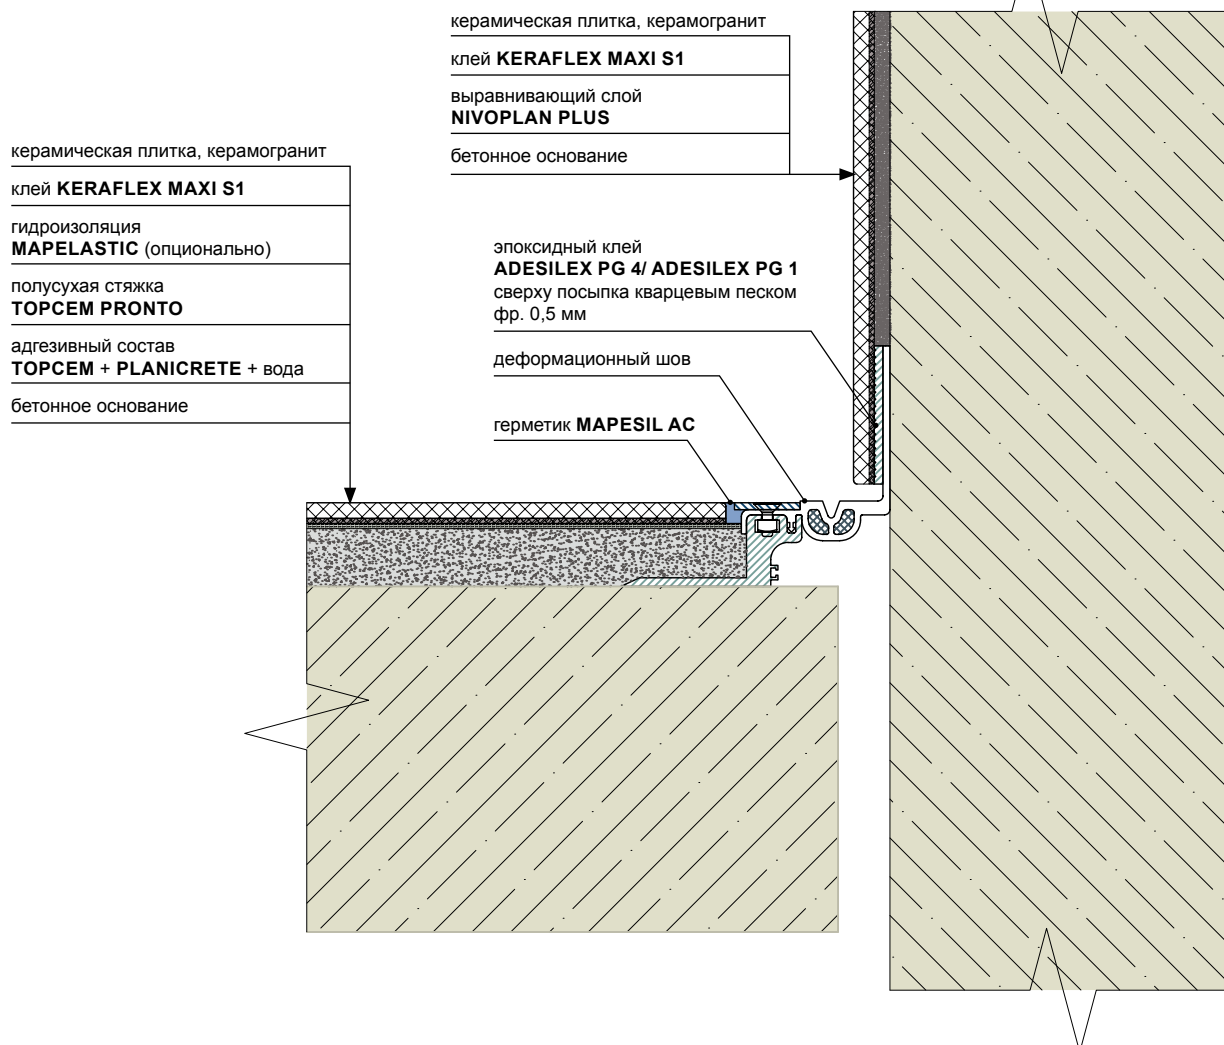 керамическая плитка, керамогранит
клей KERAFLEX MAXI S1
выравнивающий слой
NIVOPLAN PLUS
бетонное основание
керамическая плитка, керамогранит
клей KERAFLEX MAXI S1
гидроизоляция
MAPELASTIC (опционально)
полусухая стяжка
TOPCEM PRONTO
адгезивный состав
TOPCEM + PLANICRETE + вода
бетонное основание
эпоксидный клей
ADESILEX PG 4/ ADESILEX PG 1
сверху посыпка кварцевым песком
фр. 0,5 мм
деформационный шов
герметик MAPESIL AC